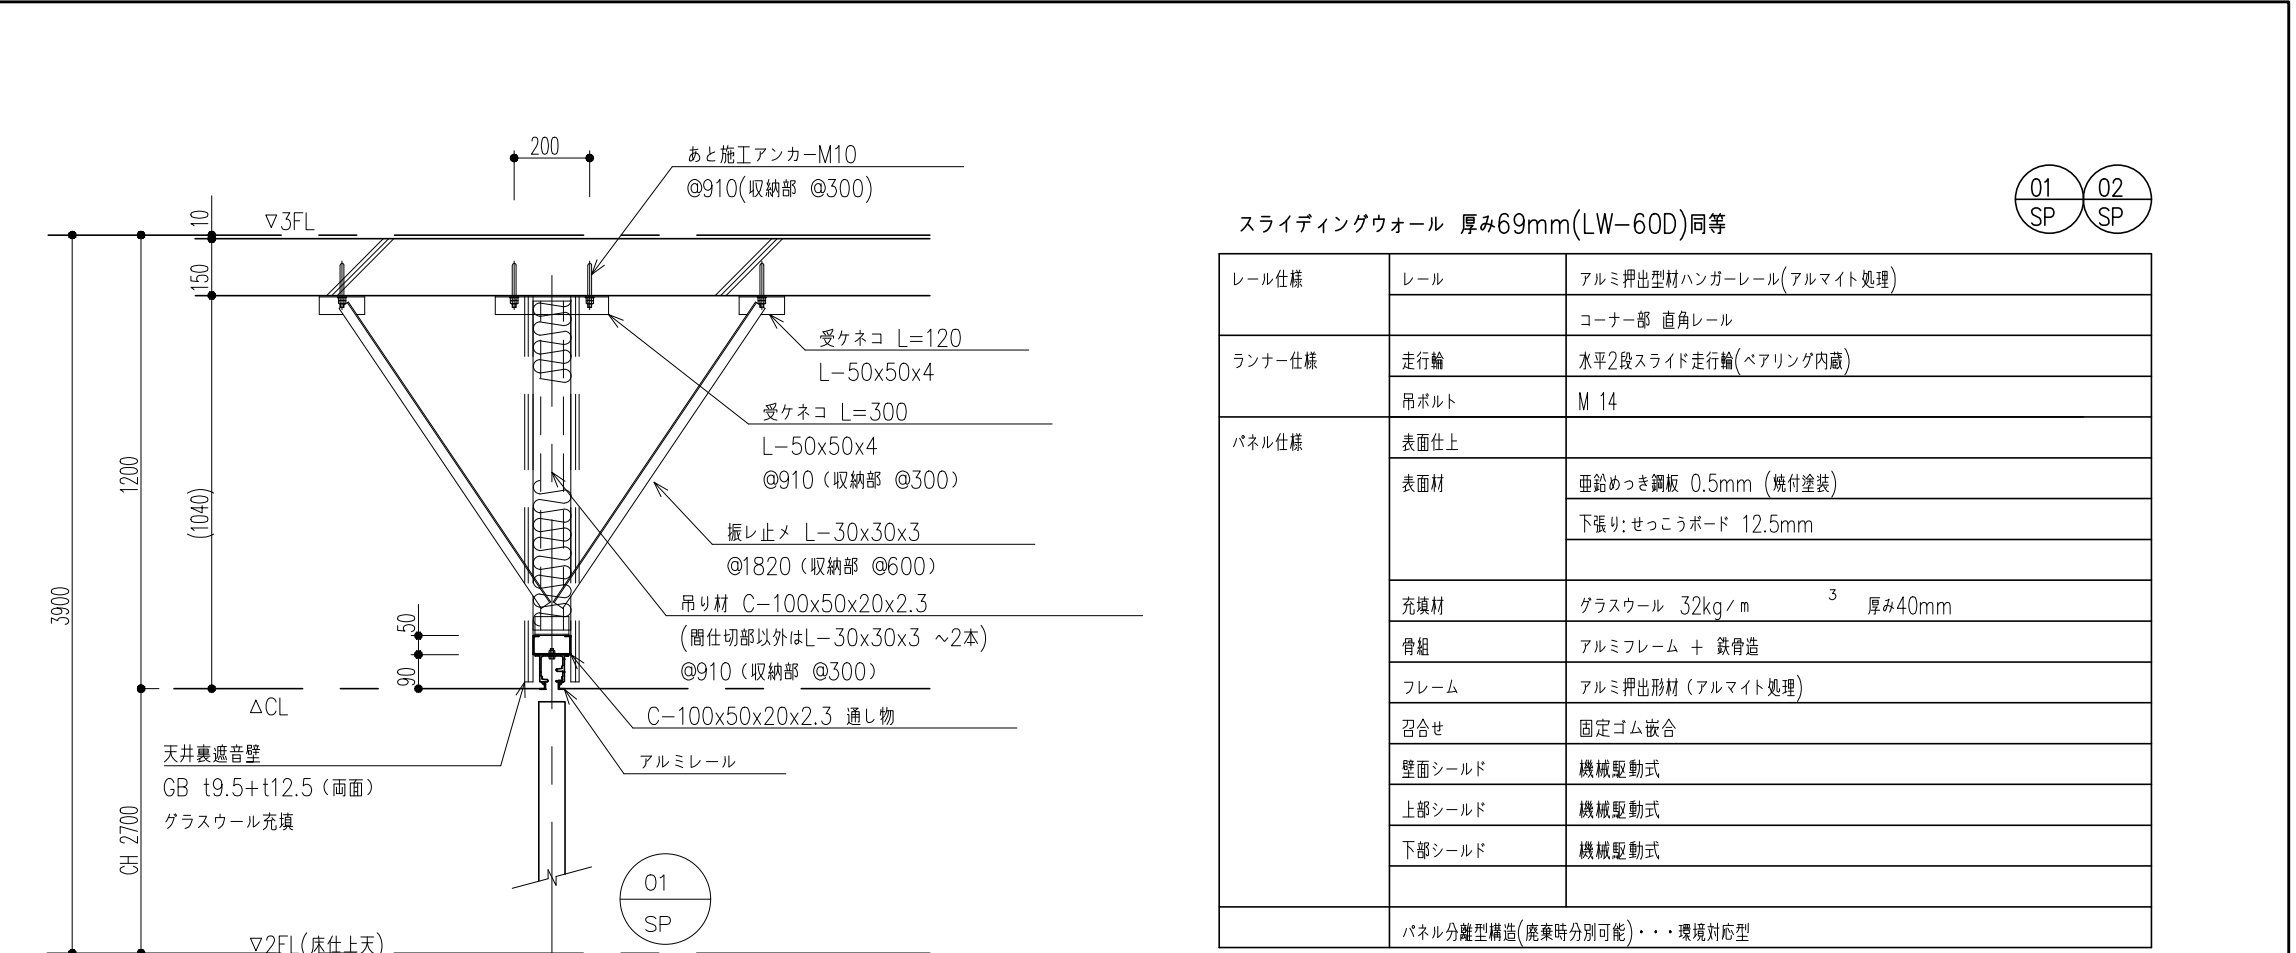 200
あと施工アンカーM10
@910(収納部 @300)
▽3FL
10
150
受ケネコ L=120
L-50x50x4
受ケネコ L=300
L-50x50x4
@910（収納部 @300）
1200
(1040)
3900
振レ止メ L-30x30x3
@1820（収納部 @600）
吊り材 C-100x50x20x2.3
(間仕切部以外はL-30x30x3 ～2本)
@910（収納部 @300）
50
90
△CL
C-100x50x20x2.3 通し物
アルミレール
天井裏遮音壁
GB t9.5+t12.5（両面）
グラスウール充填
CH 2700
01
SP
▽2FL(床仕上天)
01
SP
02
SP
スライディングウォール 厚み69mm(LW-60D)同等
レール仕様 レール アルミ押出型材ハンガーレール(アルマイト処理)
コーナー部 直角レール
ランナー仕様 走行輪 水平2段スライド走行輪(ベアリング内蔵)
吊ボルト M 14
パネル仕様 表面仕上
表面材 亜鉛めっき鋼板 0.5mm (焼付塗装)
下張り:せっこうボード 12.5mm
充填材 グラスウール 32kg/m 3 厚み40mm
骨組 アルミフレーム + 鉄骨造
フレーム アルミ押出形材（アルマイト処理)
召合せ 固定ゴム嵌合
壁面シールド 機械駆動式
上部シールド 機械駆動式
下部シールド 機械駆動式
パネル分離型構造(廃棄時分別可能)・・・環境対応型